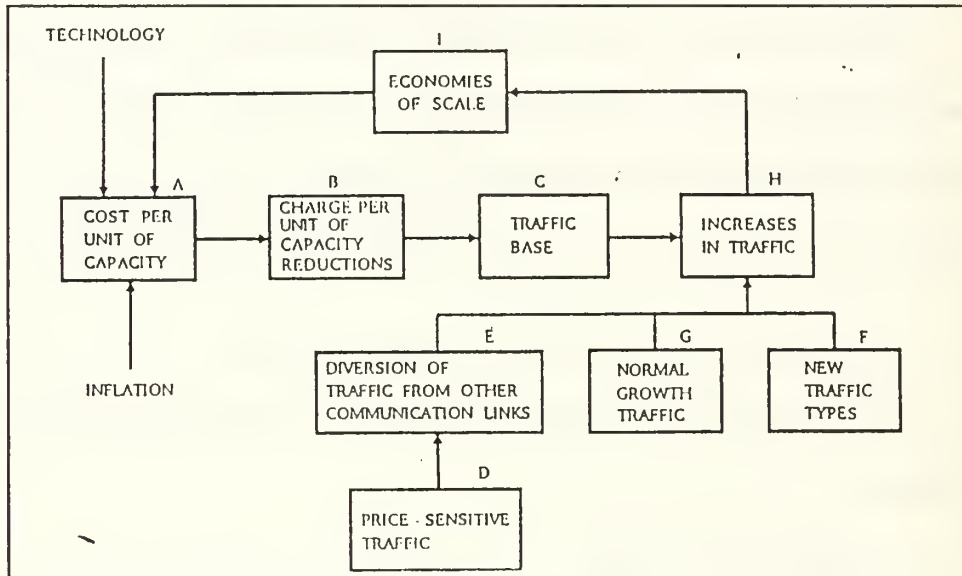 TECHNOLOGY
I
ECONOMIES
OF SCALE
A
COST PER
UNIT OF
CAPACITY
B
CHARGE PER
UNIT OF
CAPACITY
REDUCTIONS
C
TRAFFIC
BASE
H
INCREASES
IN TRAFFIC
INFLATION
E
DIVERSION OF
TRAFFIC FROM OTHER
COMMUNICATION LINKS
G
NORMAL
GROWTH
TRAFFIC
F
NEW
TRAFFIC
TYPES
D
PRICE - SENSITIVE
TRAFFIC